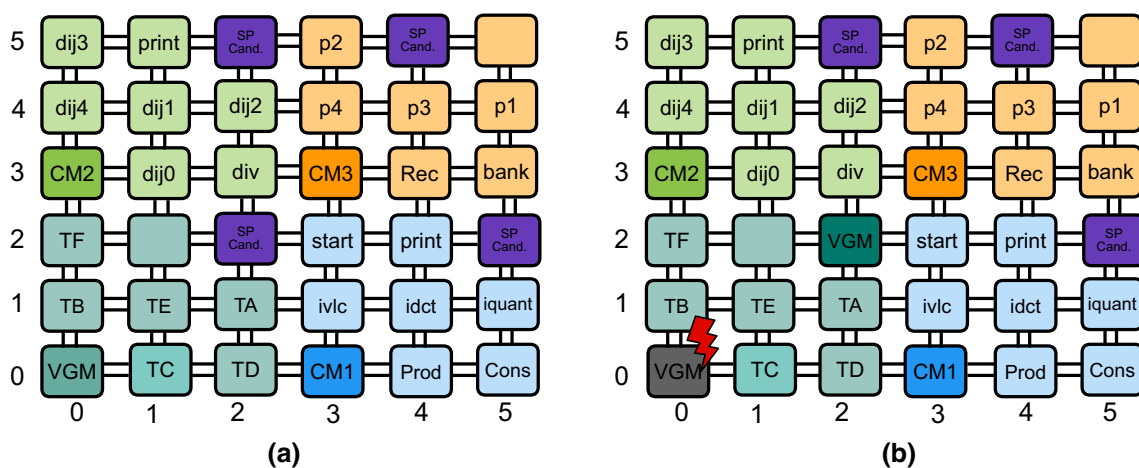 5 dij3 print SP Cand. p2 SP Cand.
4 dij4 dij1 dij2 p4 p3 p1
3 CM2 dij0 div CM3 Rec bank
2 TF SP Cand. start print SP Cand.
1 TB TE TA ivlc idct iquant
0 VGM TC TD CM1 Prod Cons
0 1 2 3 4 5
(a)
5 dij3 print SP Cand. p2 SP Cand.
4 dij4 dij1 dij2 p4 p3 p1
3 CM2 dij0 div CM3 Rec bank
2 TF VGM start print SP Cand.
1 TB TE TA ivlc idct iquant
0 VGM TC TD CM1 Prod Cons
0 1 2 3 4 5
(b)